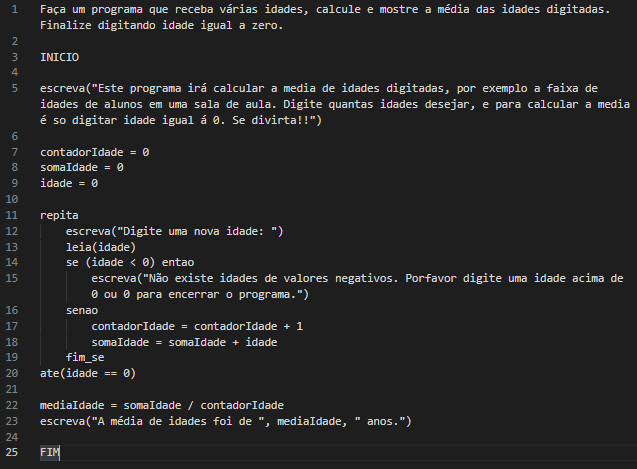 1 Faça um programa que receba várias idades, calcule e mostre a média das idades digitadas.
Finalize digitando idade igual a zero.
2
3 INICIO
4
5 escreva("Este programa irá calcular a media de idades digitadas, por exemplo a faixa de
idades de alunos em uma sala de aula. Digite quantas idades desejar, e para calcular a media
é so digitar idade igual á 0. Se divirta!!")
6
7 contadorIdade = 0
8 somaIdade = 0
9 idade = 0
10
11 repita
12 escreva("Digite uma nova idade: ")
13 leia(idade)
14 se (idade < 0) entao
15 escreva("Não existe idades de valores negativos. Porfavor digite uma idade acima de
0 ou 0 para encerrar o programa.")
16 senao
17 contadorIdade = contadorIdade + 1
18 somaIdade = somaIdade + idade
19 fim_se
20 ate(idade == 0)
21
22 mediaIdade = somaIdade / contadorIdade
23 escreva("A média de idades foi de ", mediaIdade, " anos.")
24
25 FIM